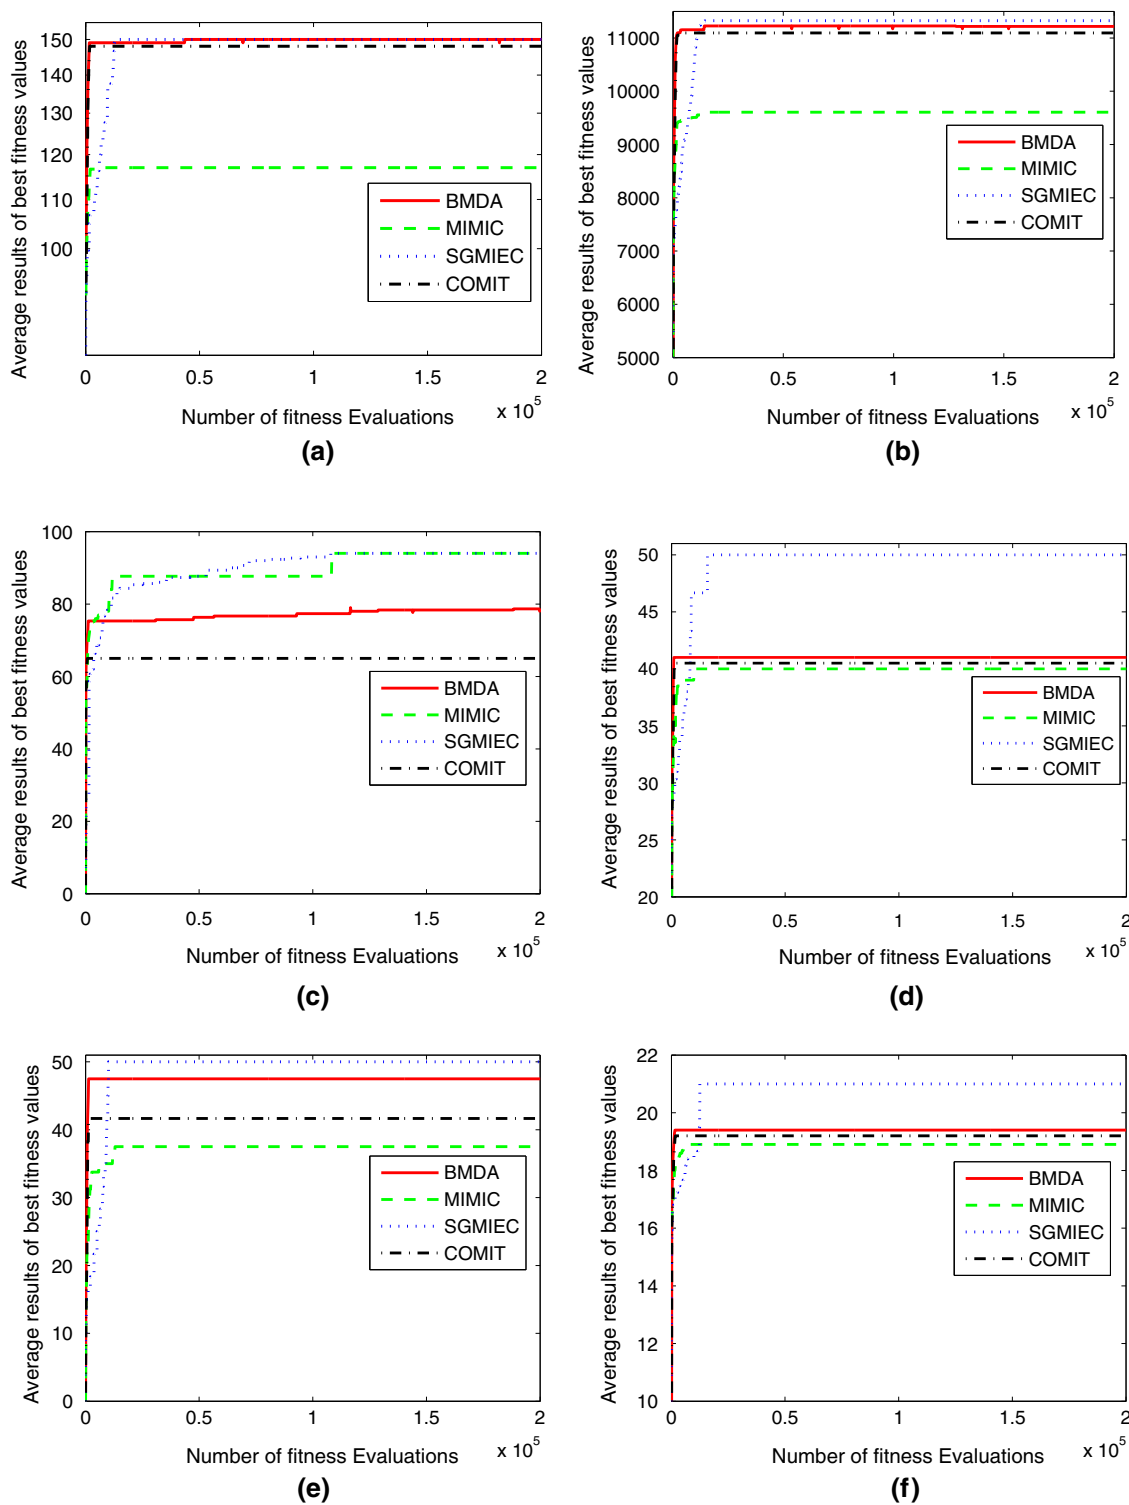 Average results of best fitness values
150
140
130
120
110
100
BMDA
MIMIC
SGMIEC
COMIT
0
0.5
1
1.5
2
x 10^5
Number of fitness Evaluations
(a)
Average results of best fitness values
11000
10000
9000
8000
7000
6000
5000
BMDA
MIMIC
SGMIEC
COMIT
0
0.5
1
1.5
2
x 10^5
Number of fitness Evaluations
(b)
Average results of best fitness values
100
80
60
40
20
0
BMDA
MIMIC
SGMIEC
COMIT
0
0.5
1
1.5
2
x 10^5
Number of fitness Evaluations
(c)
Average results of best fitness values
50
45
40
35
30
25
20
BMDA
MIMIC
SGMIEC
COMIT
0
0.5
1
1.5
2
x 10^5
Number of fitness Evaluations
(d)
Average results of best fitness values
50
40
30
20
10
0
BMDA
MIMIC
SGMIEC
COMIT
0
0.5
1
1.5
2
x 10^5
Number of fitness Evaluations
(e)
Average results of best fitness values
22
20
18
16
14
12
10
BMDA
MIMIC
SGMIEC
COMIT
0
0.5
1
1.5
2
x 10^5
Number of fitness Evaluations
(f)